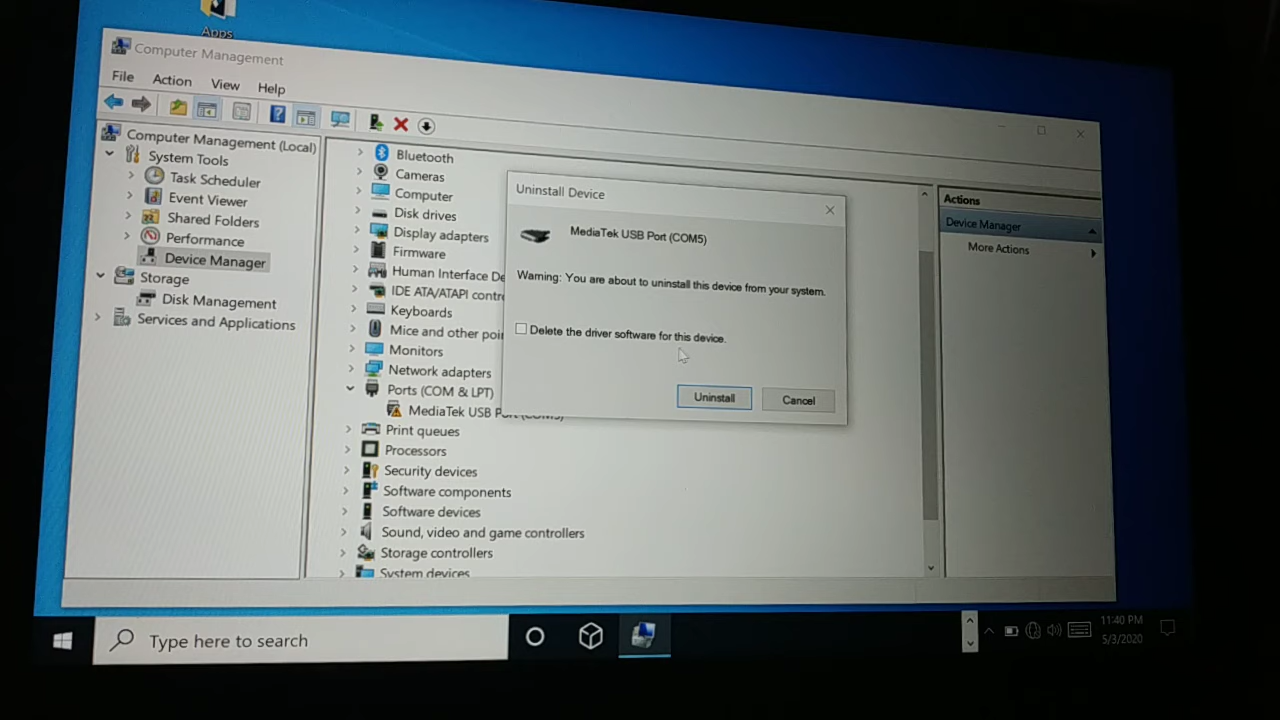 Apps
Computer Management
File Action View Help
Computer Management (Local)
System Tools
Task Scheduler
Event Viewer
Shared Folders
Performance
Device Manager
Storage
Disk Management
Services and Applications
Bluetooth
Cameras
Computer
Disk drives
Display adapters
Firmware
Human Interface De
IDE ATA/ATAPI contr
Keyboards
Mice and other poi
Monitors
Network adapters
Ports (COM & LPT)
MediaTek USB Port (COM5)
Print queues
Processors
Security devices
Software components
Software devices
Sound, video and game controllers
Storage controllers
System devices
Uninstall Device
MediaTek USB Port (COM5)
Warning: You are about to uninstall this device from your system.
Delete the driver software for this device.
Uninstall Cancel
Actions
Device Manager
More Actions
Type here to search
11:40 PM
5/3/2020